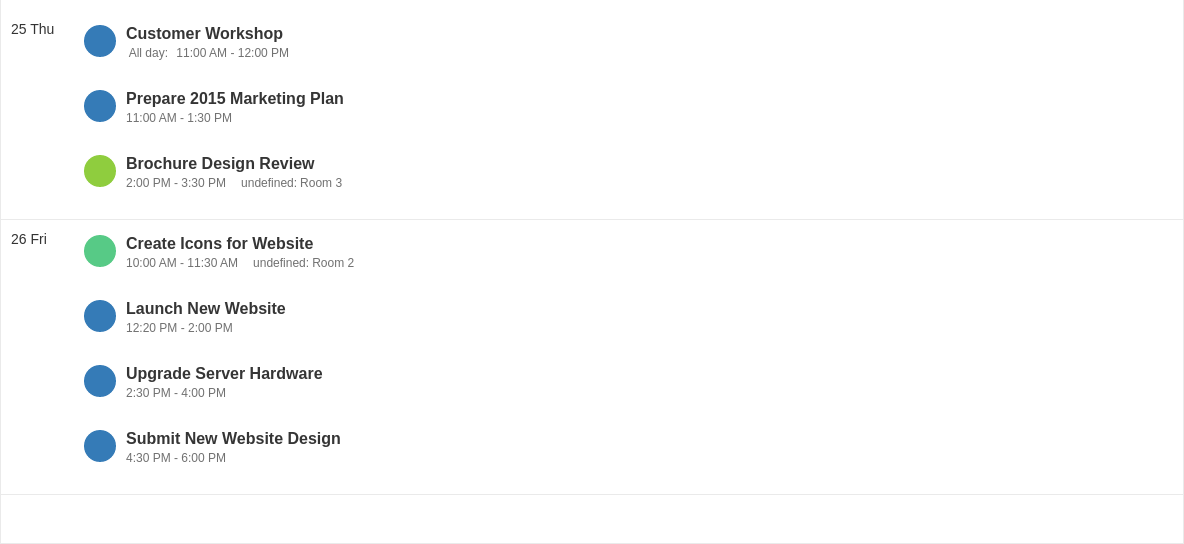 25 Thu
Customer Workshop
All day: 11:00 AM - 12:00 PM
Prepare 2015 Marketing Plan
11:00 AM - 1:30 PM
Brochure Design Review
2:00 PM - 3:30 PM undefined: Room 3
26 Fri
Create Icons for Website
10:00 AM - 11:30 AM undefined: Room 2
Launch New Website
12:20 PM - 2:00 PM
Upgrade Server Hardware
2:30 PM - 4:00 PM
Submit New Website Design
4:30 PM - 6:00 PM